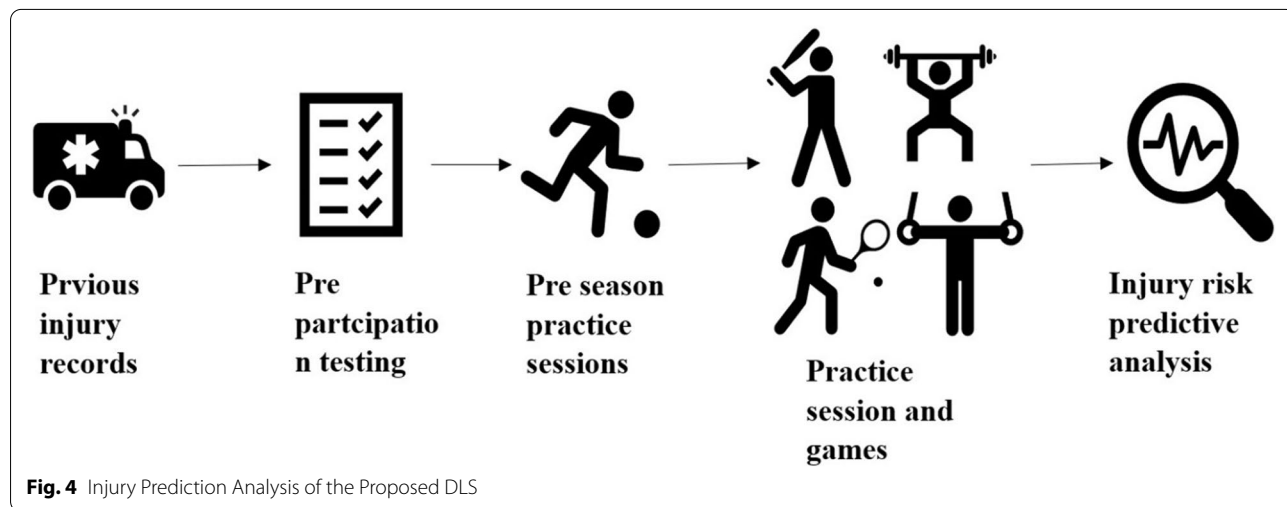 Prvious
injury
records
Pre
partcipatio
n testing
Pre season
practice
sessions
Practice
session and
games
Injury risk
predictive
analysis
Fig. 4 Injury Prediction Analysis of the Proposed DLS